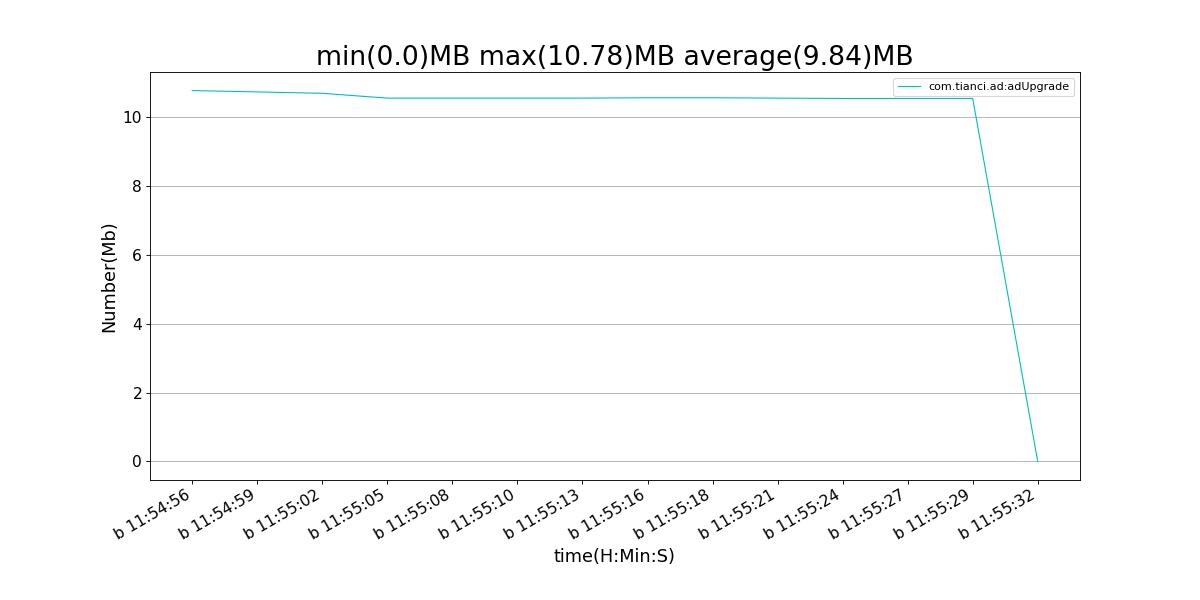 min(0.0)MB max(10.78)MB average(9.84)MB
com.tianci.ad:adUpgrade
10
8
6
4
2
0
Number(Mb)
b 11:54:56
b 11:54:59
b 11:55:02
b 11:55:05
b 11:55:08
b 11:55:10
b 11:55:13
b 11:55:16
b 11:55:18
b 11:55:21
b 11:55:24
b 11:55:27
b 11:55:29
b 11:55:32
time(H:Min:S)